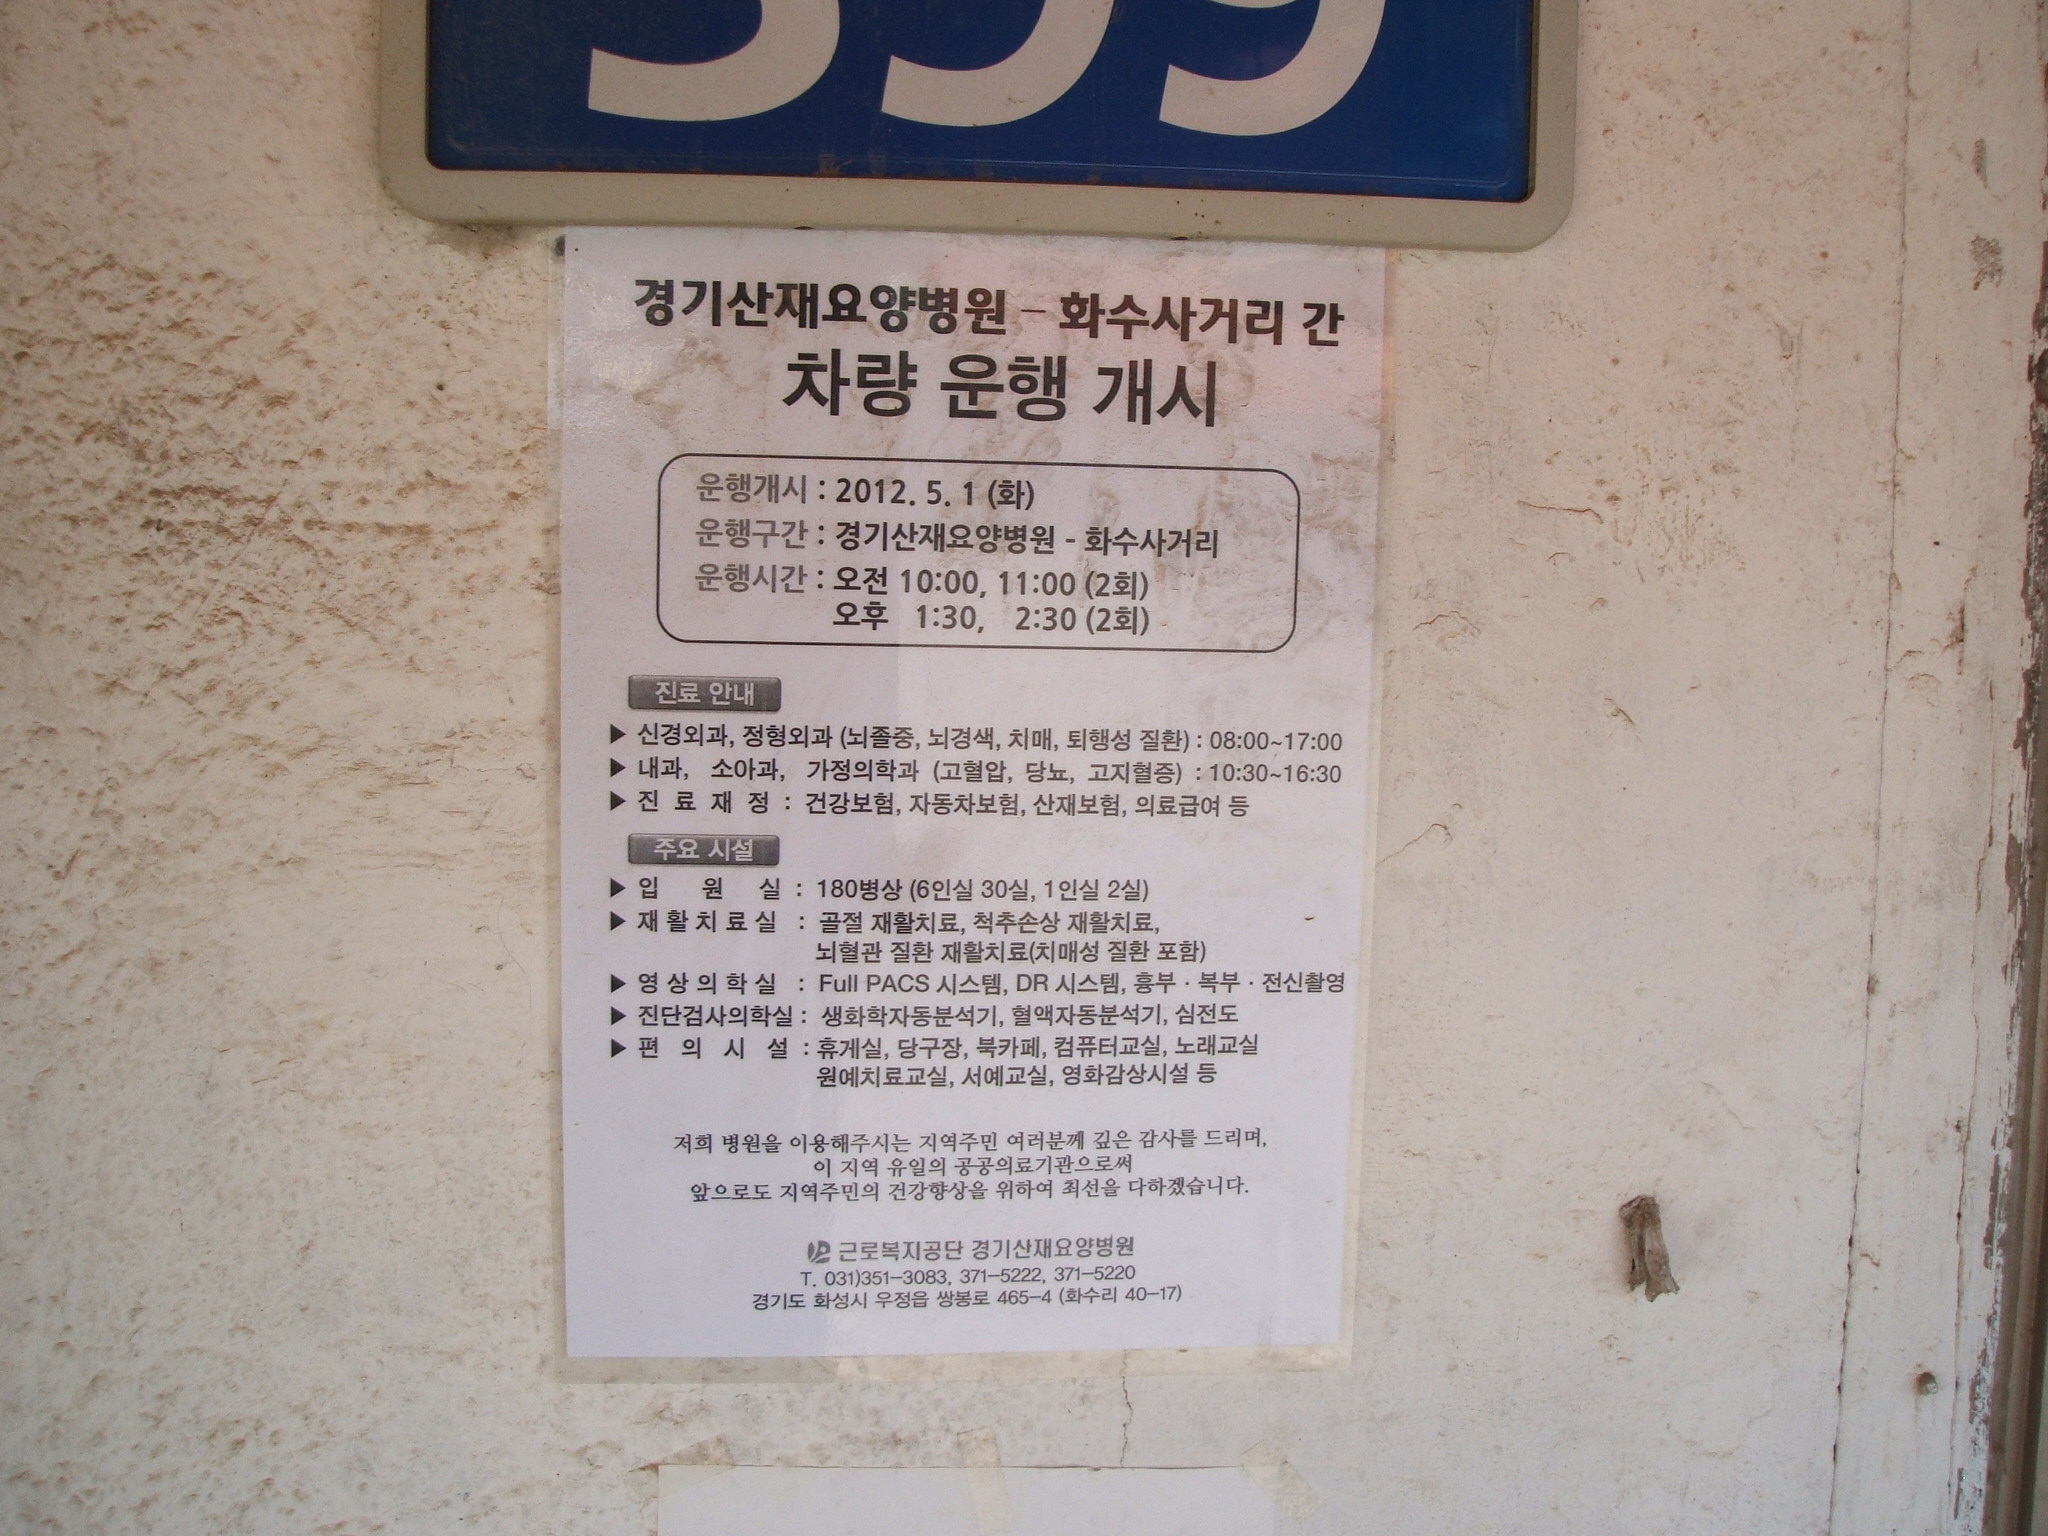 경기산재요양병원 - 화수사거리 간
차량 운행 개시
운행개시 : 2012. 5. 1 (화)
운행구간 : 경기산재요양병원 - 화수사거리
운행시간 : 오전 10:00, 11:00 (2회)
오후 1:30, 2:30 (2회)
진료 안내
▶ 신경외과, 정형외과 (뇌졸중, 뇌경색, 치매, 퇴행성 질환) : 08:00~17:00
▶ 내과, 소아과, 가정의학과 (고혈압, 당뇨, 고지혈증) : 10:30~16:30
▶ 진 료 재 정 : 건강보험, 자동차보험, 산재보험, 의료급여 등
주요 시설
▶ 입 원 실 : 180병상 (6인실 30실, 1인실 2실)
▶ 재 활 치 료 실 : 골절 재활치료, 척추손상 재활치료,
뇌혈관 질환 재활치료(치매성 질환 포함)
▶ 영 상 의 학 실 : Full PACS 시스템, DR 시스템, 흉부 · 복부 · 전신촬영
▶ 진단검사의학실 : 생화학자동분석기, 혈액자동분석기, 심전도
▶ 편 의 시 설 : 휴게실, 당구장, 북카페, 컴퓨터교실, 노래교실
원예치료교실, 서예교실, 영화감상시설 등
저희 병원을 이용해주시는 지역주민 여러분께 깊은 감사를 드리며,
이 지역 유일의 공공의료기관으로써
앞으로도 지역주민의 건강향상을 위하여 최선을 다하겠습니다.
근로복지공단 경기산재요양병원
T. 031)351-3083, 371-5222, 371-5220
경기도 화성시 우정읍 쌍봉로 465-4 (화수리 40-17)